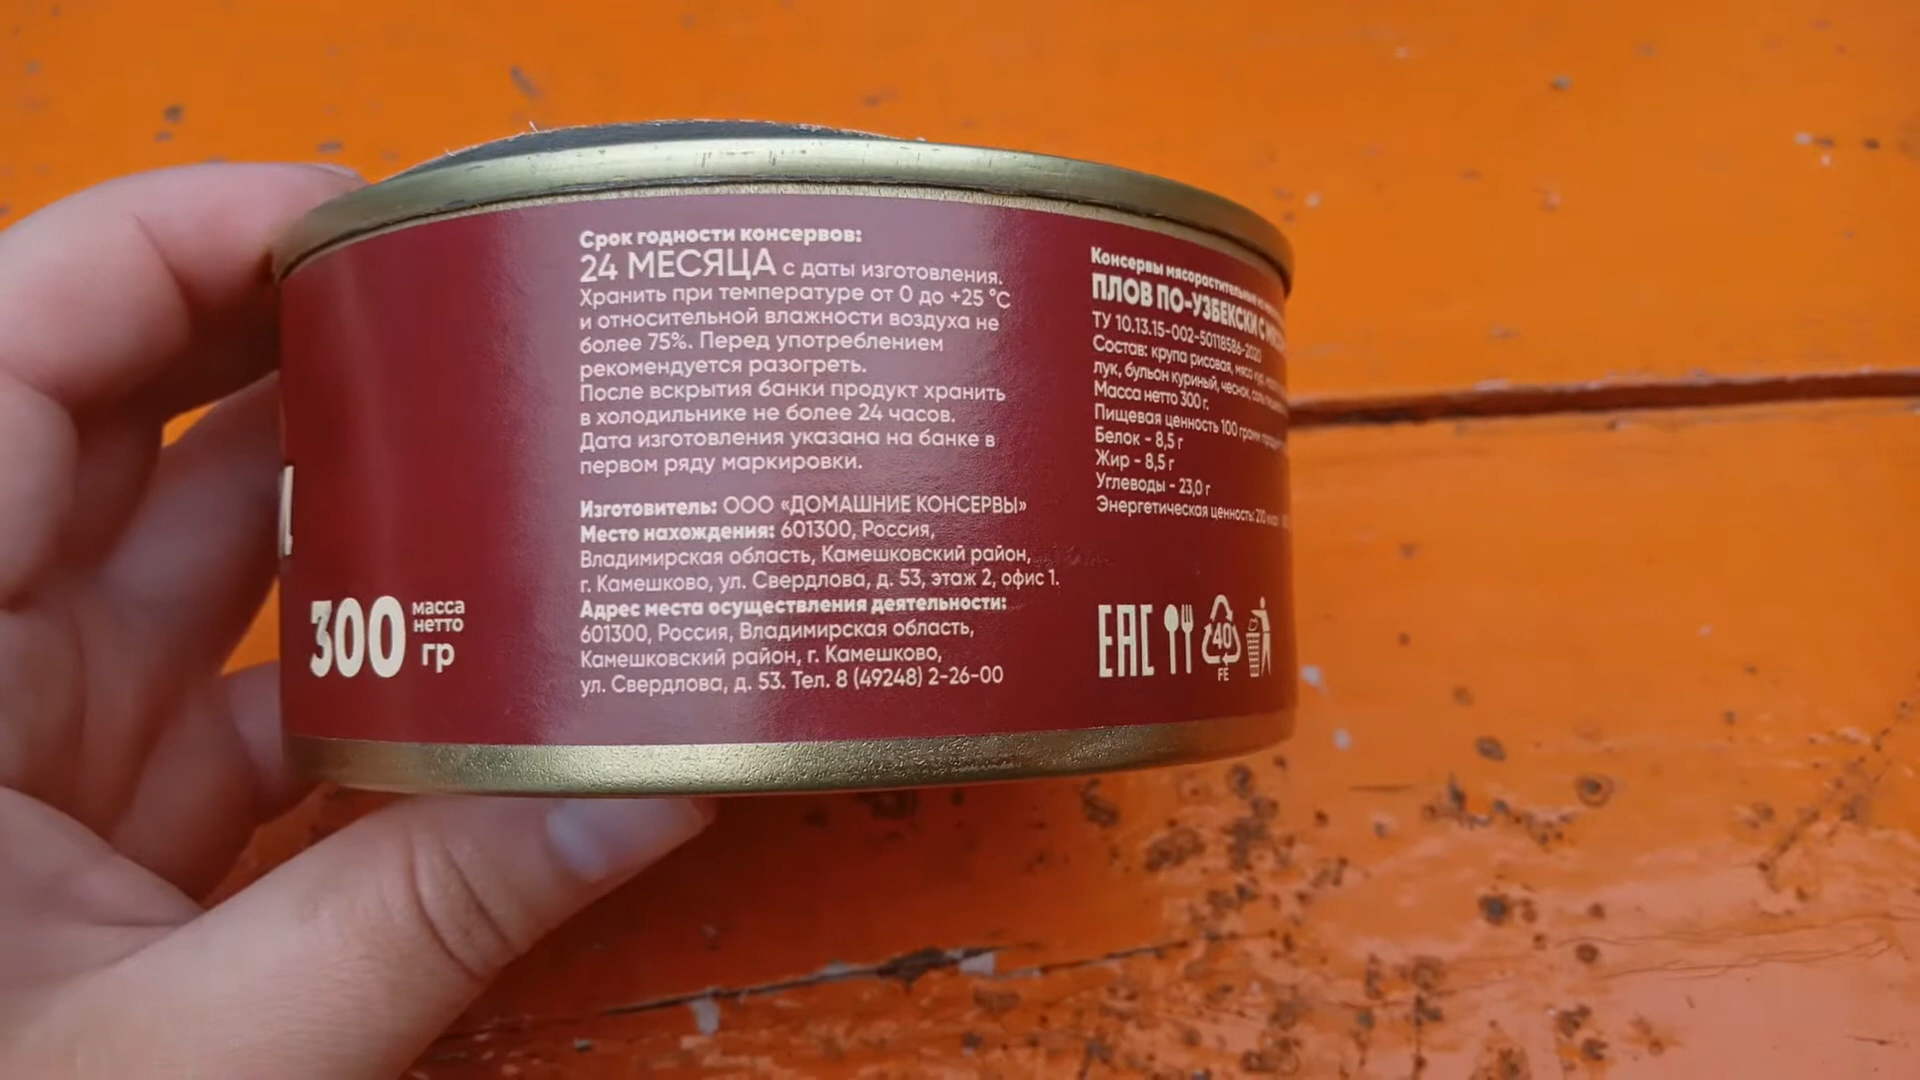 300 масса
нетто
гр
Срок годности консервов:
24 МЕСЯЦА с даты изготовления.
Хранить при температуре от 0 до +25 °С
и относительной влажности воздуха не
более 75%. Перед употреблением
рекомендуется разогреть.
После вскрытия банки продукт хранить
в холодильнике не более 24 часов.
Дата изготовления указана на банке в
первом ряду маркировки.
Изготовитель: ООО «ДОМАШНИЕ КОНСЕРВЫ»
Место нахождения: 601300, Россия,
Владимирская область, Камешковский район,
г. Камешково, ул. Свердлова, д. 53, этаж 2, офис 1.
Адрес места осуществления деятельности:
601300, Россия, Владимирская область,
Камешковский район, г. Камешково,
ул. Свердлова, д. 53. Тел. 8 (49248) 2-26-00
Консервы мясорастительные
ПЛОВ ПО-УЗБЕКСКИ С
ТУ 10.13.15-002-50118586-2020
Состав: крупа рисовая, мясо
лук, бульон куриный, чеснок, соль
Масса нетто 300 г.
Пищевая ценность 100 грамм
Белок - 8,5 г
Жир - 8,5 г
Углеводы - 23,0 г
Энергетическая ценность:
ЕАС
40
FE